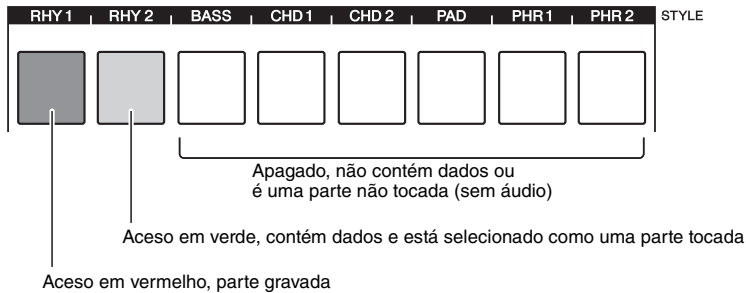 RHY 1 RHY 2 BASS CHD 1 CHD 2 PAD PHR 1 PHR 2 STYLE
Apagado, não contém dados ou
é uma parte não tocada (sem áudio)
Aceso em verde, contém dados e está selecionado como uma parte tocada
Aceso em vermelho, parte gravada